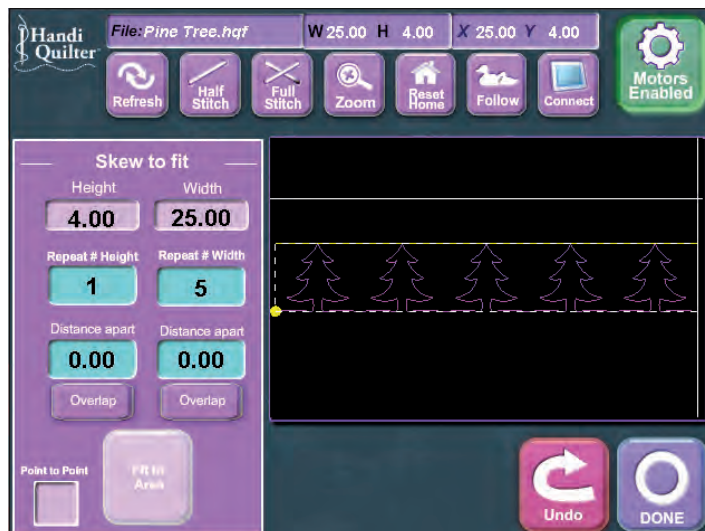 Handi Quilter
File: Pine Tree.hqf
W 25.00 H 4.00
X 25.00 Y 4.00
Refresh
Half Stitch
Full Stitch
Zoom
Reset Home
Follow
Connect
Motors Enabled
Skew to fit
Height Width
4.00 25.00
Repeat # Height Repeat # Width
1 5
Distance apart Distance apart
0.00 0.00
Overlap Overlap
Point to Point
Fit In Area
Undo
DONE